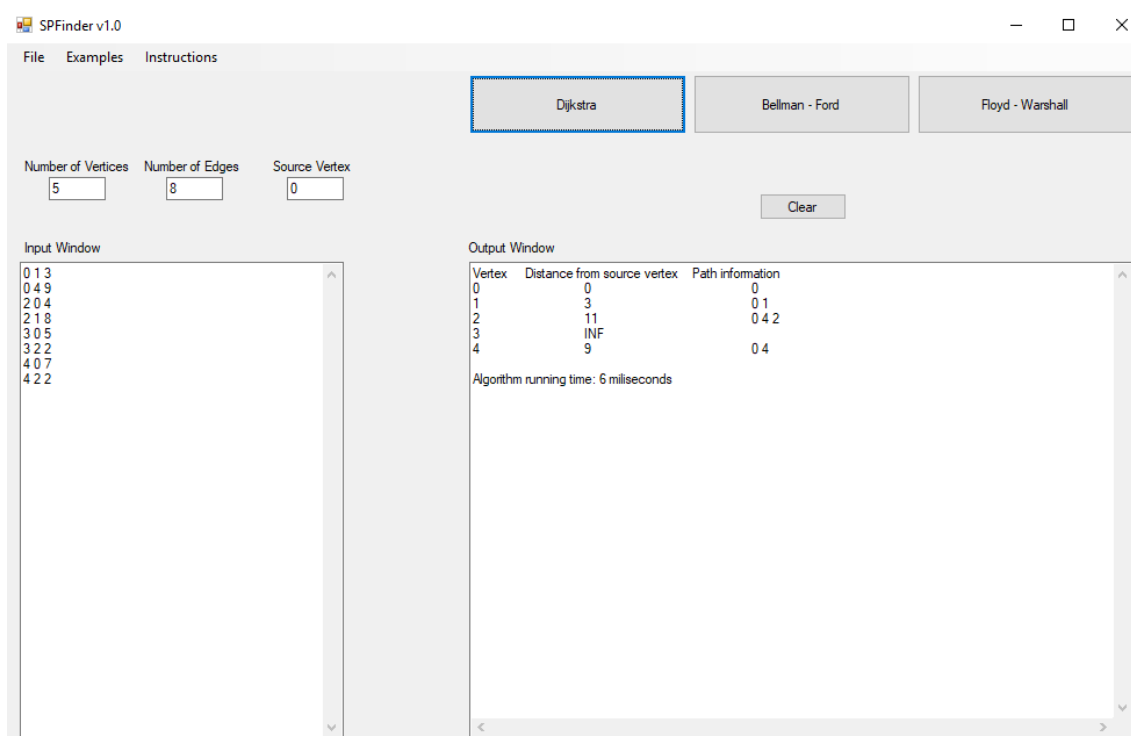 SPFinder v1.0
File Examples Instructions
Dijkstra Bellman - Ford Floyd - Warshall
Number of Vertices Number of Edges Source Vertex
5 8 0
Clear
Input Window Output Window
0 1 3
0 4 9
2 0 4
2 1 8
3 0 5
3 2 2
4 0 7
4 2 2
Vertex Distance from source vertex Path information
0 0 0
1 3 0 1
2 11 0 4 2
3 INF
4 9 0 4
Algorithm running time: 6 miliseconds